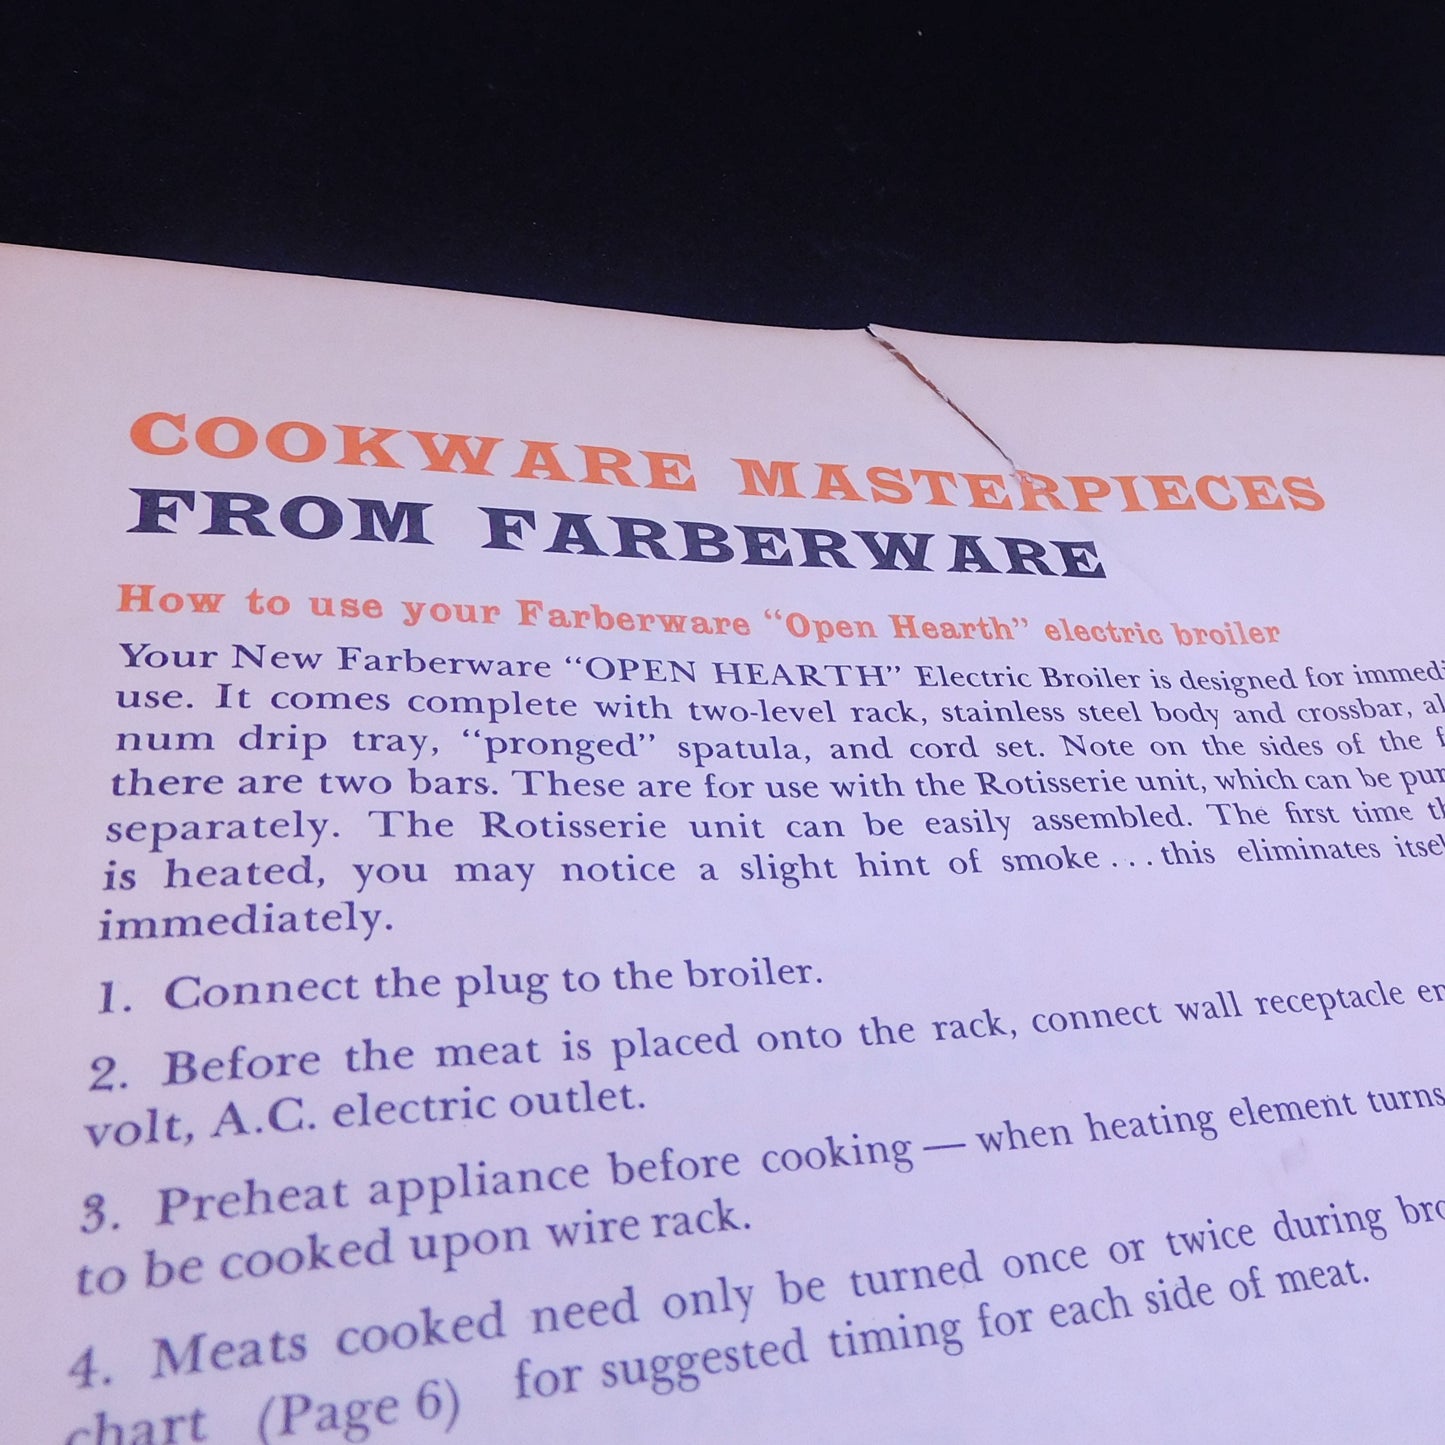 COOKWARE MASTERPIECES
FROM FARBERWARE
How to use your Farberware “Open Hearth” electric broiler
Your New Farberware “OPEN HEARTH” Electric Broiler is designed for
use. It comes complete with two-level rack, stainless steel body and crossbar,
num drip tray, “pronged” spatula, and cord set. Note on the sides of the
there are two bars. These are for use with the Rotisserie unit, which can be
separately. The Rotisserie unit can be easily assembled. The first time
is heated, you may notice a slight hint of smoke . . . this eliminates
immediately.
1. Connect the plug to the broiler.
2. Before the meat is placed onto the rack, connect wall receptacle
volt, A.C. electric outlet.
3. Preheat appliance before cooking — when heating element turns
to be cooked upon wire rack.
4. Meats cooked need only be turned once or twice during
chart (Page 6) for suggested timing for each side of meat.